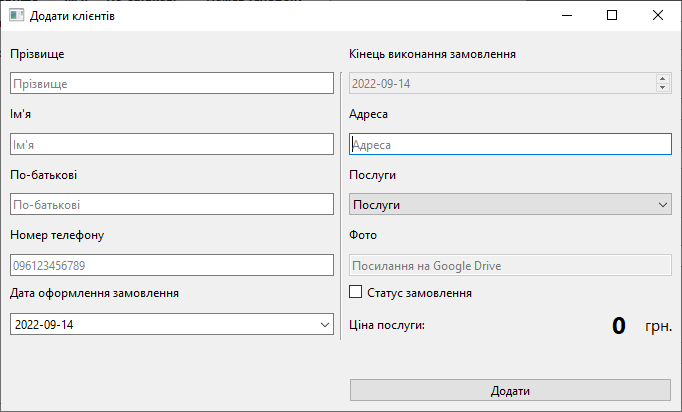 Додати клієнтів
Прізвище
Прізвище
Ім'я
Ім'я
По-батькові
По-батькові
Номер телефону
096123456789
Дата оформлення замовлення
2022-09-14
Кінець виконання замовлення
2022-09-14
Адреса
Адреса
Послуги
Послуги
Фото
Посилання на Google Drive
Статус замовлення
Ціна послуги: 0 грн.
Додати